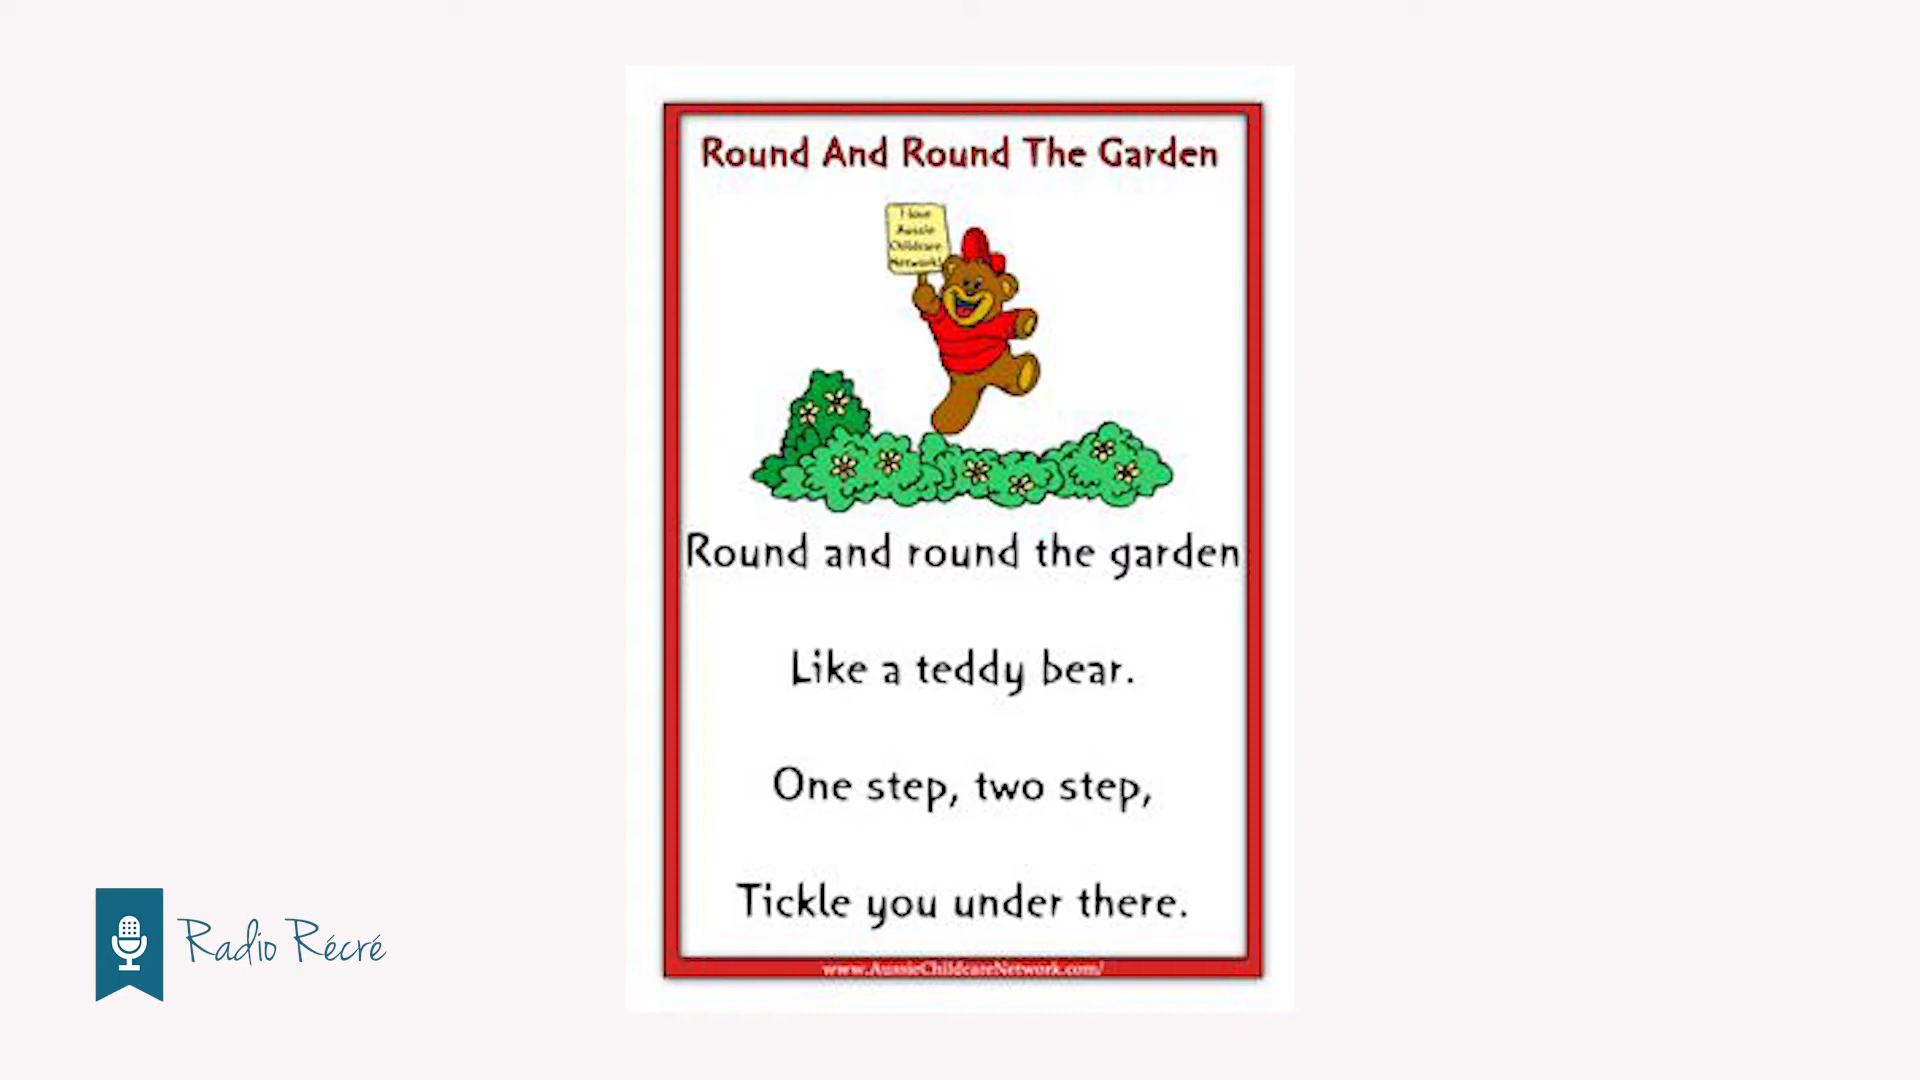 Round And Round The Garden
I love
Aussie
Childcare
Network!
Round and round the garden
Like a teddy bear.
One step, two step,
Tickle you under there.
www.AussieChildcareNetwork.com/
Radio Récré